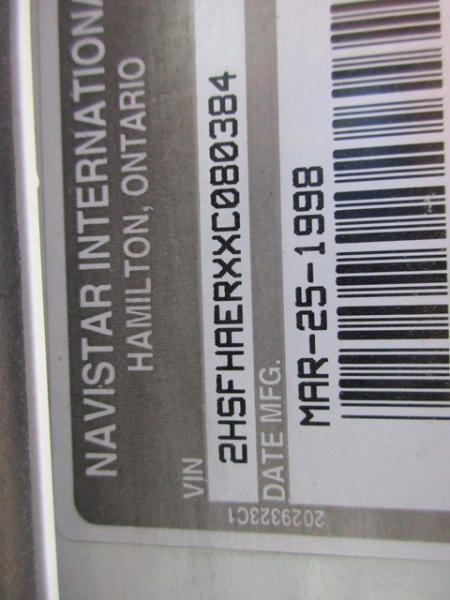 NAVISTAR INTERNATIONA
HAMILTON, ONTARIO
VIN
2HSFHAERXXC080384
DATE MFG.
MAR-25-1998
2029323C1